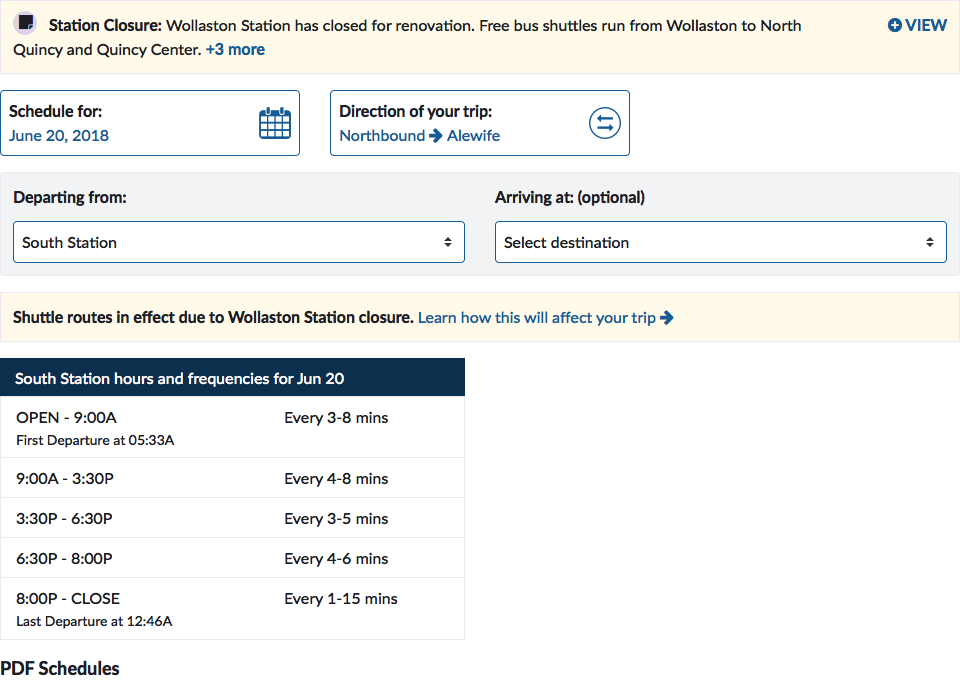 Station Closure: Wollaston Station has closed for renovation. Free bus shuttles run from Wollaston to North
Quincy and Quincy Center. +3 more
VIEW
Schedule for:
June 20, 2018
Direction of your trip:
Northbound → Alewife
Departing from:
South Station
Arriving at: (optional)
Select destination
Shuttle routes in effect due to Wollaston Station closure. Learn how this will affect your trip →
South Station hours and frequencies for Jun 20
OPEN - 9:00A Every 3-8 mins
First Departure at 05:33A
9:00A - 3:30P Every 4-8 mins
3:30P - 6:30P Every 3-5 mins
6:30P - 8:00P Every 4-6 mins
8:00P - CLOSE Every 1-15 mins
Last Departure at 12:46A
PDF Schedules